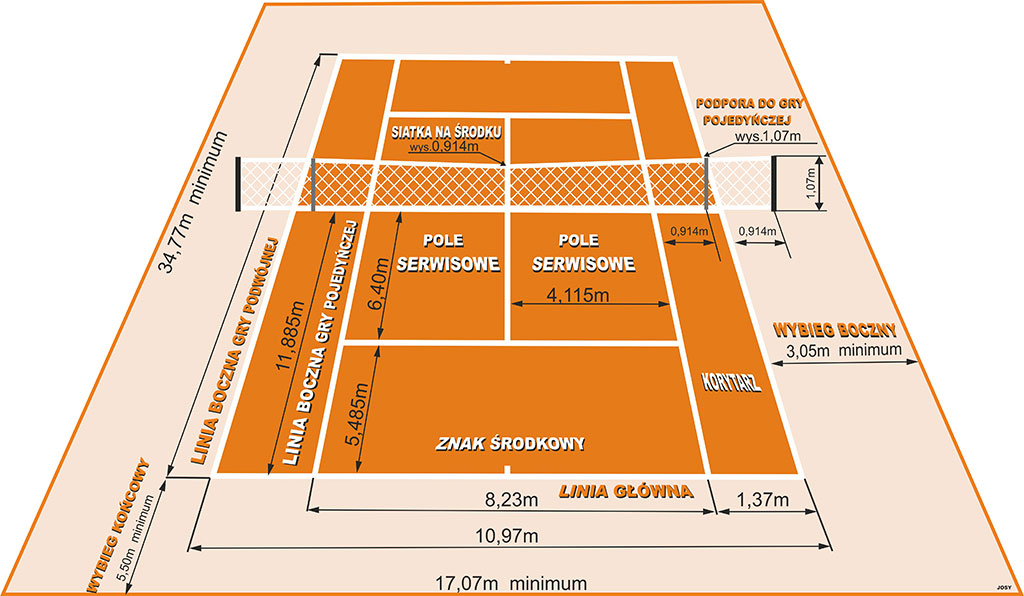 PODPORA DO GRY
POJEDYŃCZEJ
wys.1,07m
SIATKA NA ŚRODKU
wys.0,914m
34,77m minimum
1,07m
0,914m
0,914m
POLE
SERWISOWE
POLE
SERWISOWE
LINIA BOCZNA GRY PODWÓJNEJ
LINIA BOCZNA GRY POJEDYŃCZEJ
11,885m
6,40m
4,115m
WYBIEG BOCZNY
3,05m minimum
KORYTARZ
5,485m
ZNAK ŚRODKOWY
WYBIEG KOŃCOWY
5,50m minimum
LINIA GŁÓWNA
8,23m
1,37m
10,97m
17,07m minimum
JOSY